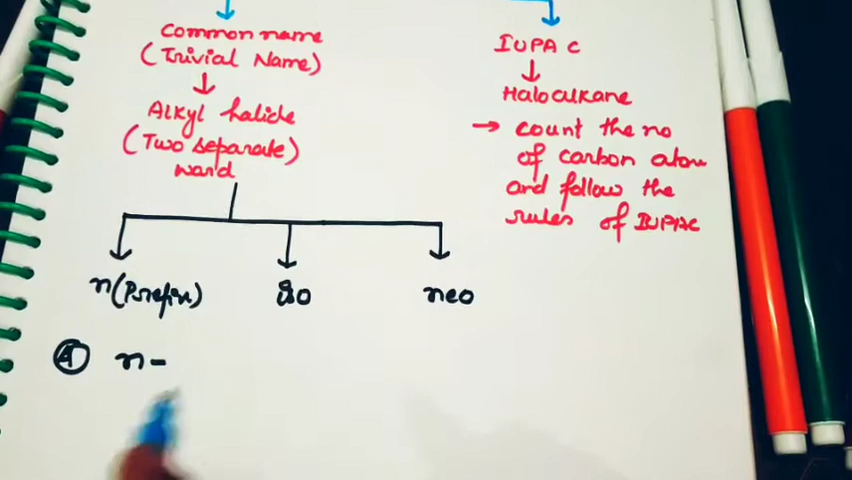 Common name
(Trivial Name)
Alkyl halide
(Two separate)
word
IUPAC
Haloalkane
→ count the no
of carbon atom
and follow the
rules of IUPAC
n(Prefix)
iso
neo
A n-